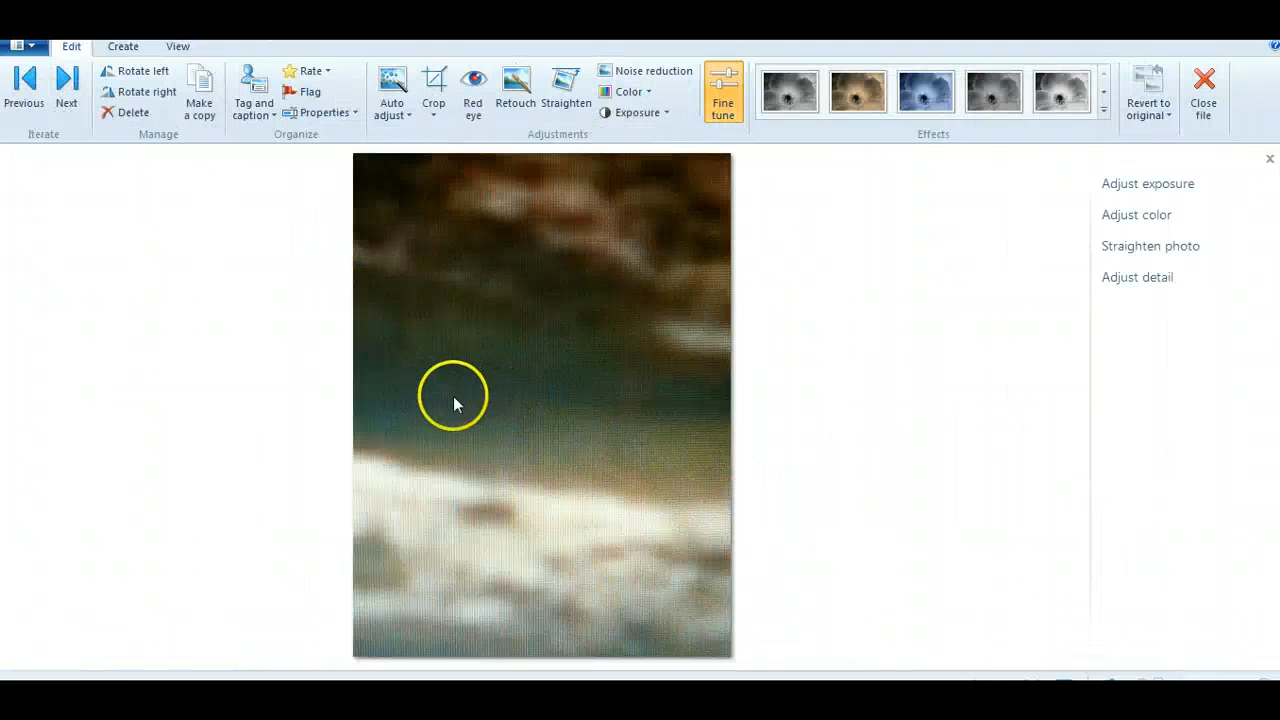 Edit Create View
Previous Next
Iterate
Rotate left
Rotate right
Delete
Make a copy
Manage
Tag and caption
Rate
Flag
Properties
Organize
Auto adjust
Crop
Red eye
Retouch
Straighten
Noise reduction
Color
Exposure
Adjustments
Fine tune
Effects
Revert to original
Close file
Adjust exposure
Adjust color
Straighten photo
Adjust detail